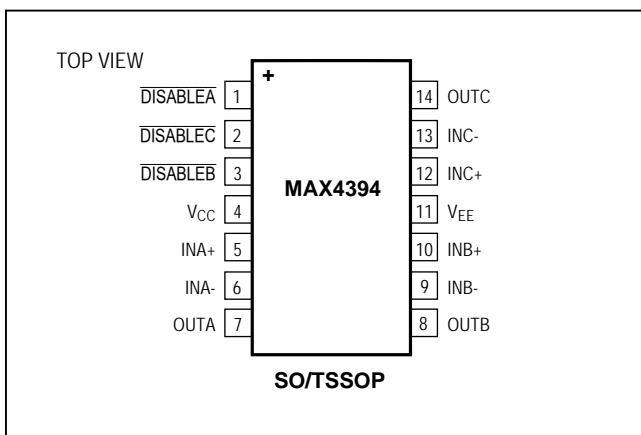 TOP VIEW
+
DISABLEA 1
14 OUTC
DISABLEC 2
13 INC-
DISABLEB 3
12 INC+
MAX4394
VCC 4
11 VEE
INA+ 5
10 INB+
INA- 6
9 INB-
OUTA 7
8 OUTB
SO/TSSOP